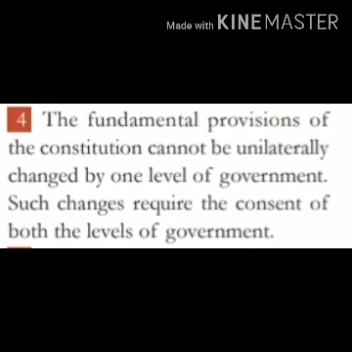 Made with KINEMASTER
4 The fundamental provisions of
the constitution cannot be unilaterally
changed by one level of government.
Such changes require the consent of
both the levels of government.